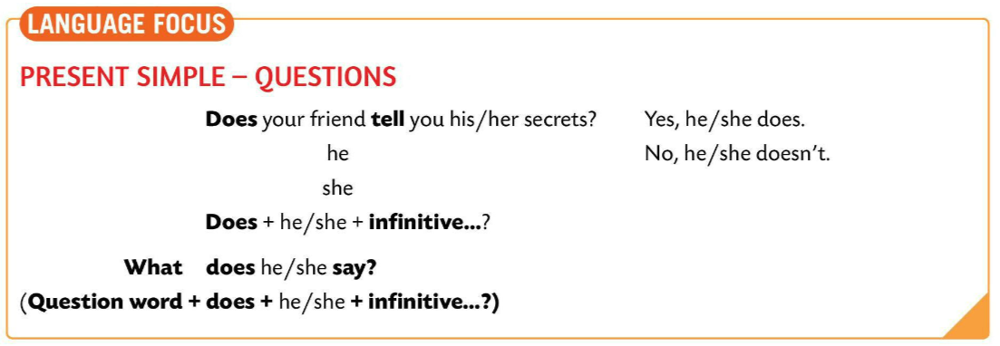 LANGUAGE FOCUS
PRESENT SIMPLE – QUESTIONS
Does your friend tell you his/her secrets? Yes, he/she does.
he No, he/she doesn't.
she
Does + he/she + infinitive...?
What does he/she say?
(Question word + does + he/she + infinitive...?)